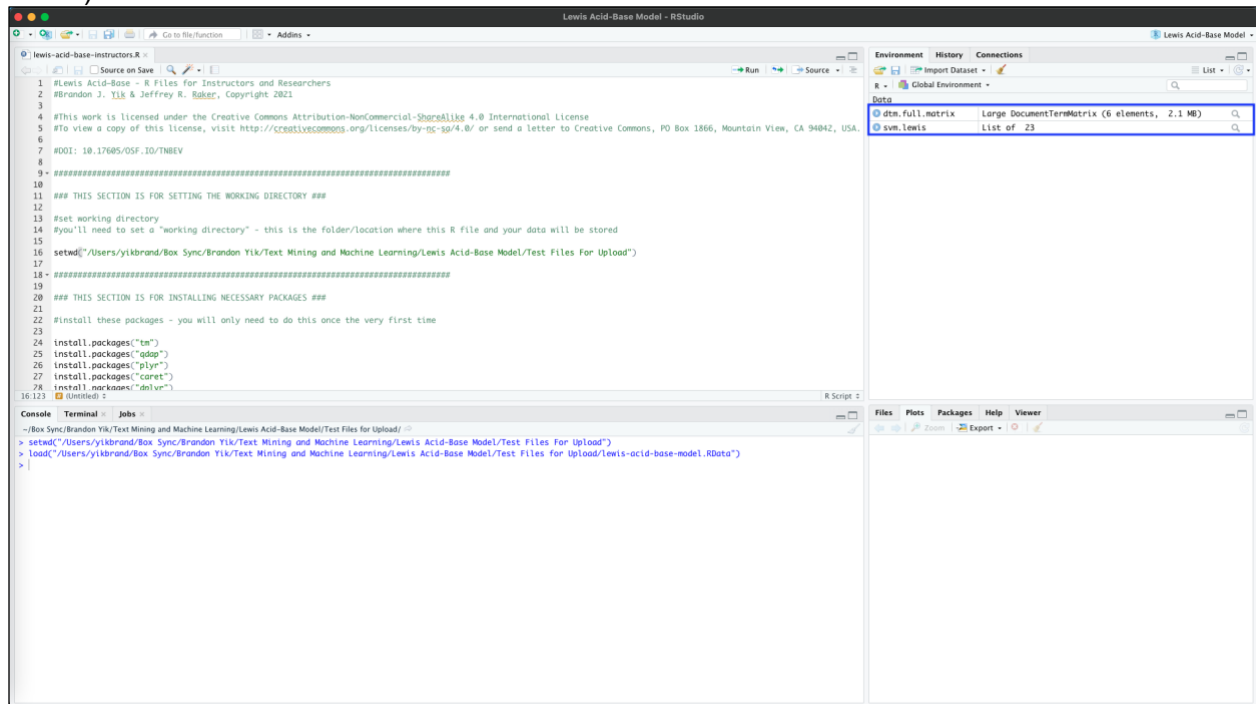 Lewis Acid-Base Model - RStudio
Go to file/function
Addins
Lewis Acid-Base Model
lewis-acid-base-instructors.R
Source on Save
Run
Source
1 #Lewis Acid-Base - R Files for Instructors and Researchers
2 #Brandon J. Yik & Jeffrey R. Raker, Copyright 2021
3
4 #This work is licensed under the Creative Commons Attribution-NonCommercial-ShareAlike 4.0 International License
5 #To view a copy of this license, visit http://creativecommons.org/licenses/by-nc-sa/4.0/ or send a letter to Creative Commons, PO Box 1866, Mountain View, CA 94042, USA.
6
7 #DOI: 10.17605/OSF.IO/TNBEV
8
9 ##################################################################################
10
11 ### THIS SECTION IS FOR SETTING THE WORKING DIRECTORY ###
12
13 #set working directory
14 #you'll need to set a "working directory" - this is the folder/location where this R file and your data will be stored
15
16 setwd("/Users/yikbrand/Box Sync/Brandon Yik/Text Mining and Machine Learning/Lewis Acid-Base Model/Test Files For Upload")
17
18 ##################################################################################
19
20 ### THIS SECTION IS FOR INSTALLING NECESSARY PACKAGES ###
21
22 #install these packages - you will only need to do this once the very first time
23
24 install.packages("tm")
25 install.packages("qdap")
26 install.packages("plyr")
27 install.packages("caret")
28 install.packages("dplyr")
16:123 (Untitled) R Script
Console Terminal Jobs
~/Box Sync/Brandon Yik/Text Mining and Machine Learning/Lewis Acid-Base Model/Test Files for Upload/
> setwd("/Users/yikbrand/Box Sync/Brandon Yik/Text Mining and Machine Learning/Lewis Acid-Base Model/Test Files For Upload")
> load("/Users/yikbrand/Box Sync/Brandon Yik/Text Mining and Machine Learning/Lewis Acid-Base Model/Test Files for Upload/lewis-acid-base-model.RData")
>
Environment History Connections
Import Dataset
List
R Global Environment
Data
dtm.full.matrix Large DocumentTermMatrix (6 elements, 2.1 MB)
svm.lewis List of 23
Files Plots Packages Help Viewer
Zoom Export